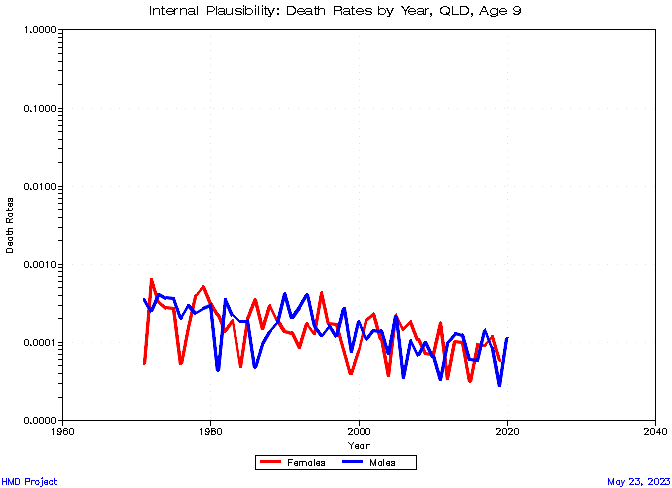 Internal Plausibility: Death Rates by Year, QLD, Age 9
1.0000
0.1000
0.0100
0.0010
0.0001
0.0000
Death Rates
1960
1980
2000
2020
2040
Year
Females
Males
HMD Project
May 23, 2023